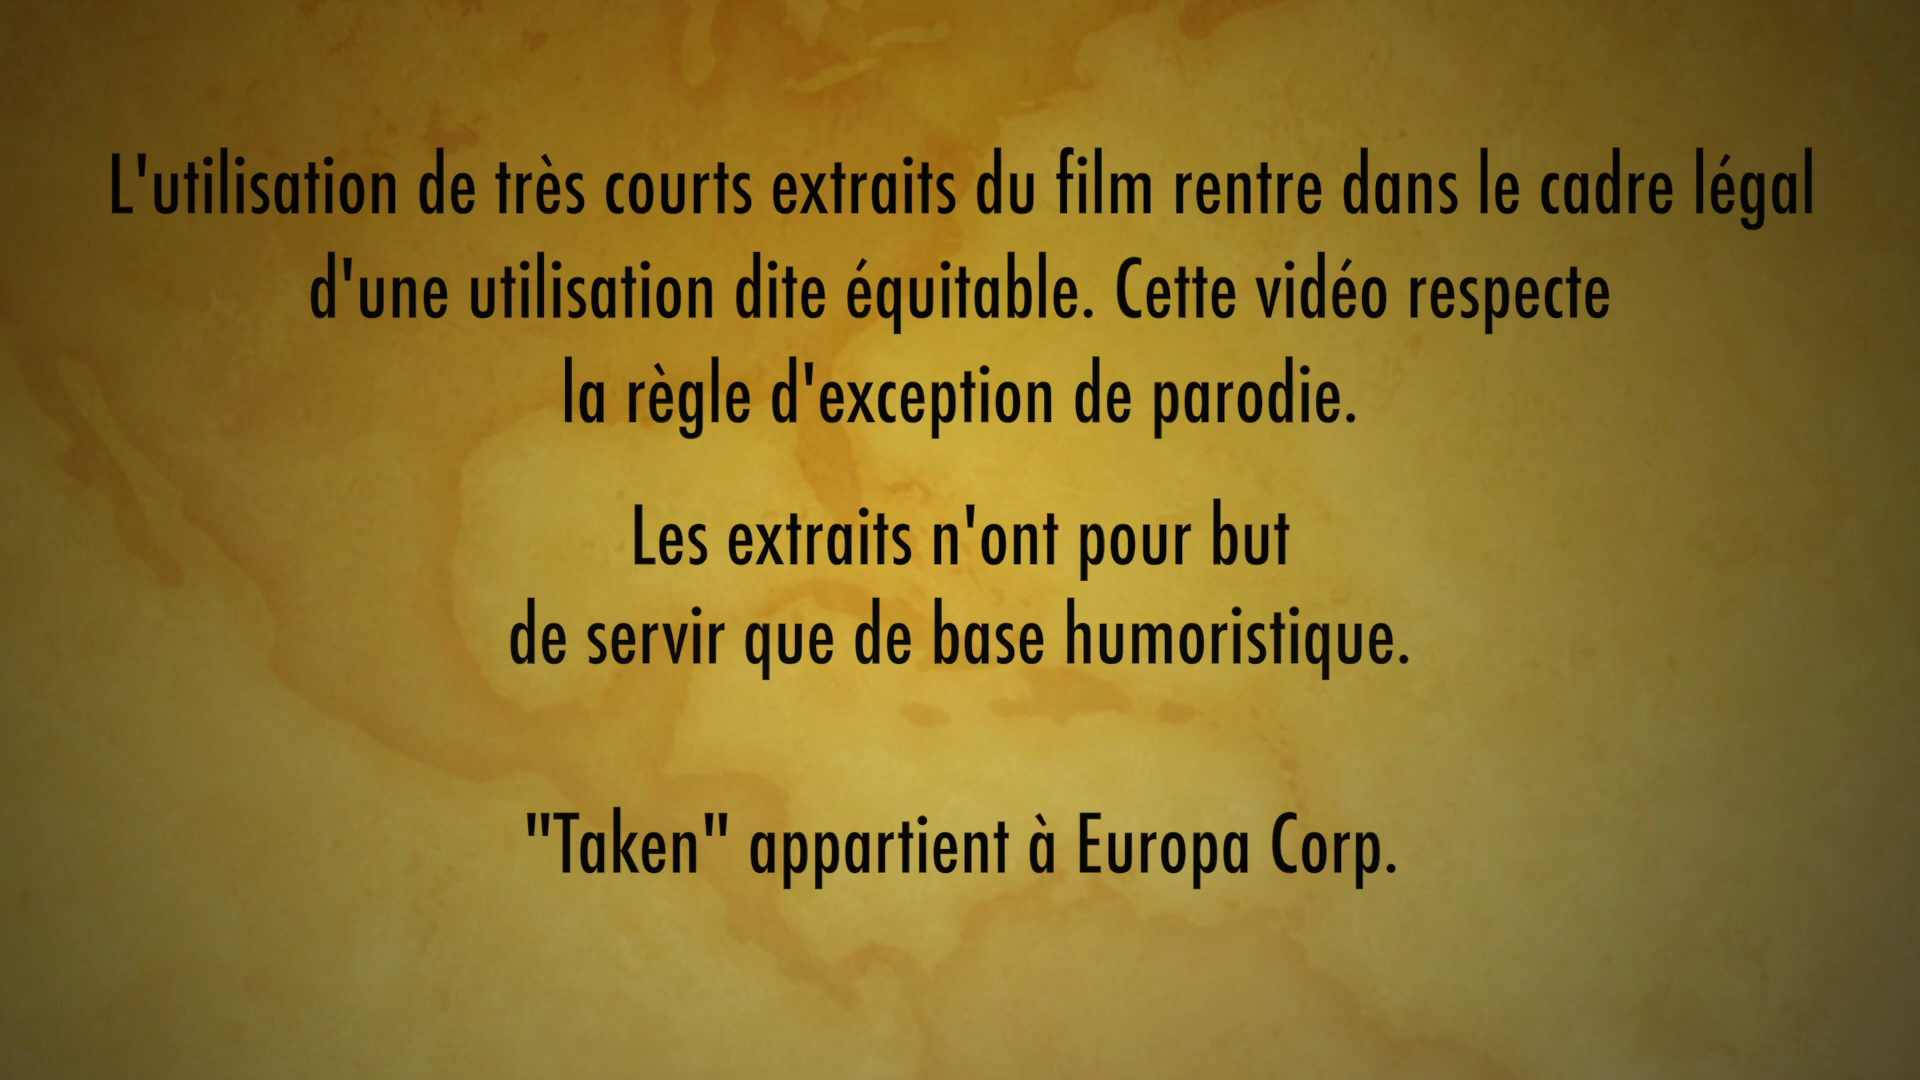 L'utilisation de très courts extraits du film rentre dans le cadre légal
d'une utilisation dite équitable. Cette vidéo respecte
la règle d'exception de parodie.
Les extraits n'ont pour but
de servir que de base humoristique.
"Taken" appartient à Europa Corp.